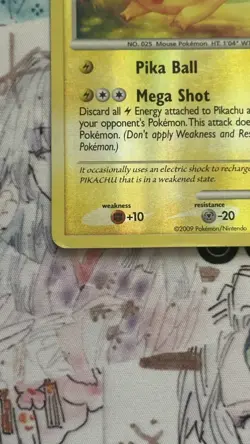 NO. 025 Mouse Pokémon HT: 1'04"
Pika Ball
Mega Shot
Discard all Energy attached to Pikachu a
your opponent's Pokémon. This attack doe
Pokémon. (Don't apply Weakness and Res
Pokémon.)
It occasionally uses an electric shock to recharg
PIKACHU that is in a weakened state.
weakness
resistance
+10
-20
©2009 Pokémon/Nintendo